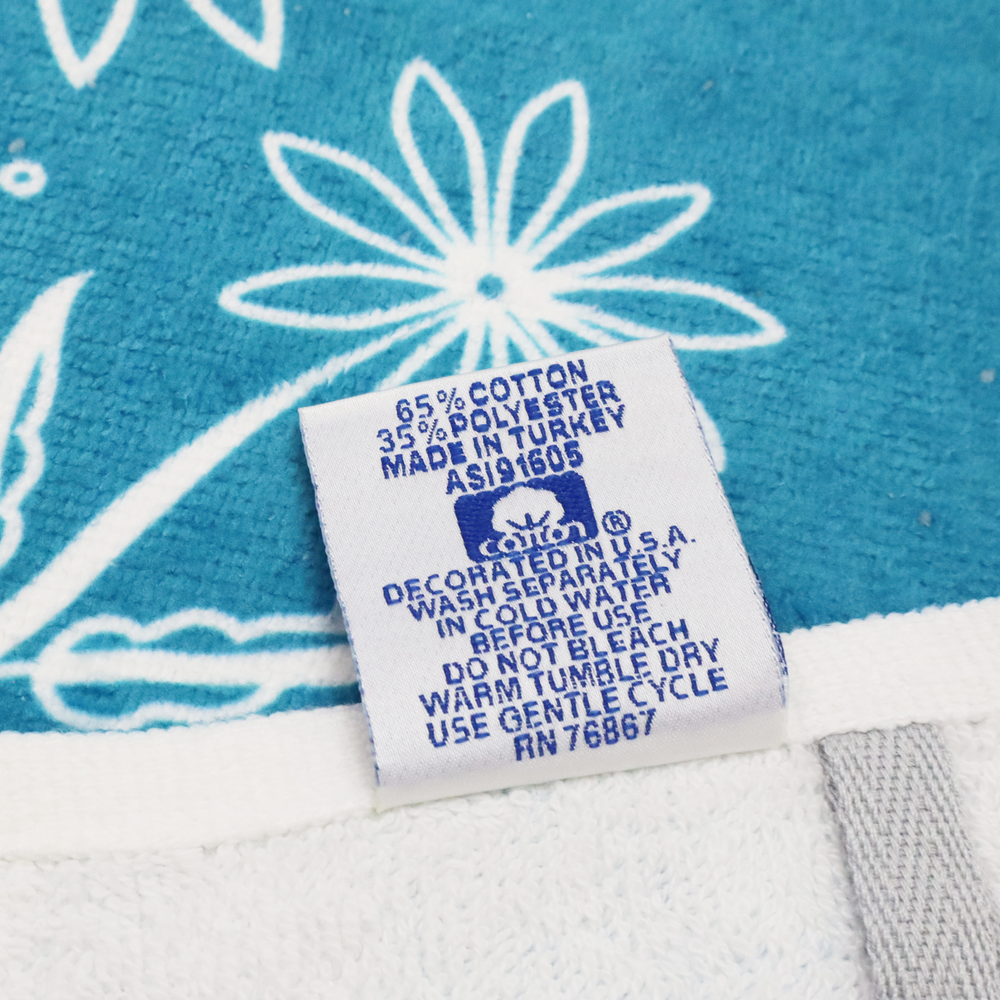 65% COTTON
35% POLYESTER
MADE IN TURKEY
ASI 91605
cotton ®
DECORATED IN U.S.A.
WASH SEPARATELY
IN COLD WATER
BEFORE USE
DO NOT BLEACH
WARM TUMBLE DRY
USE GENTLE CYCLE
RN 76867